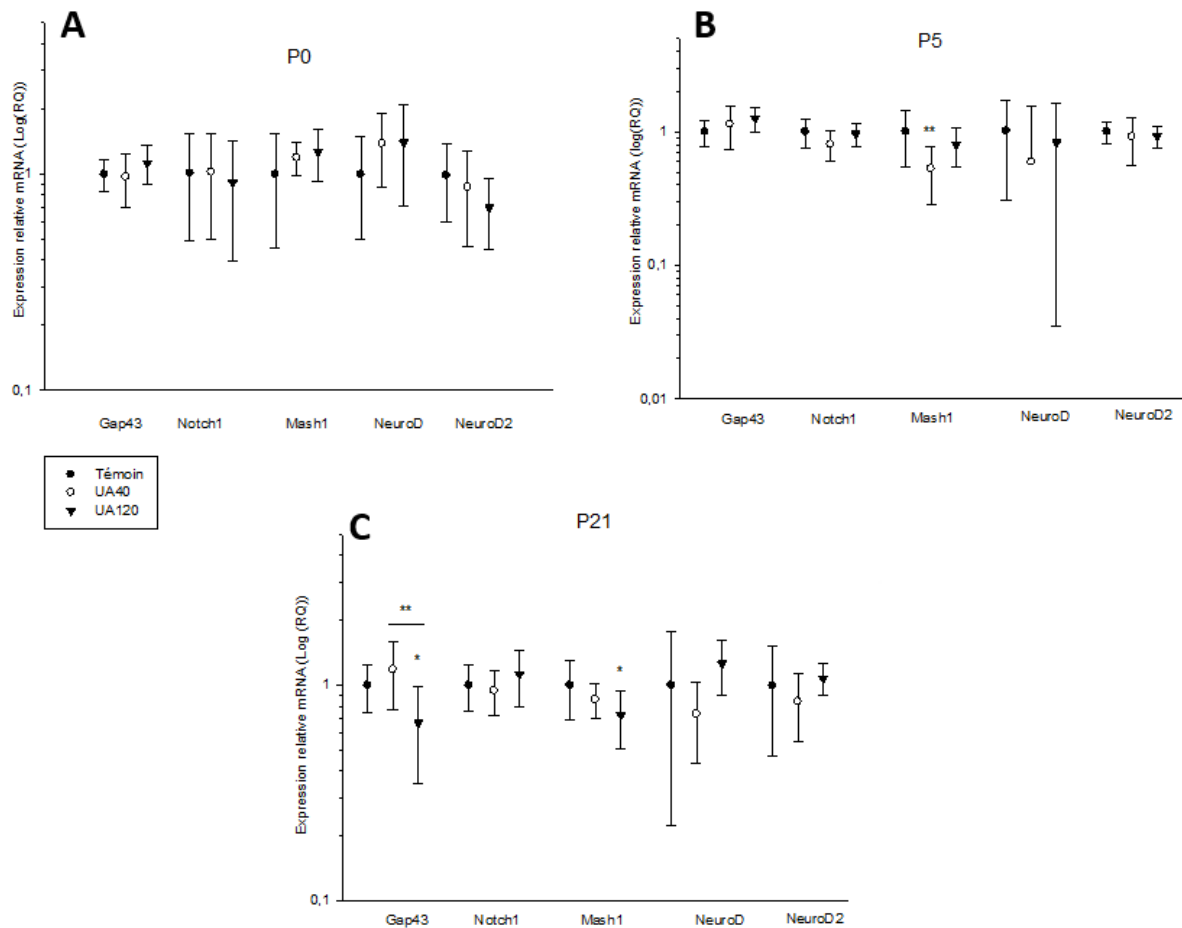 A
P0
Expression relative mRNA (Log(RQ))
1
0,1
Gap43 Notch1 Mash1 NeuroD NeuroD2
B
P5
Expression relative mRNA (log(RQ))
1
0,1
0,01
**
Gap43 Notch1 Mash1 NeuroD NeuroD2
Témoin
UA40
UA120
C
P21
Expression relative mRNA (Log (RQ))
1
0,1
**
*
*
Gap43 Notch1 Mash1 NeuroD NeuroD2